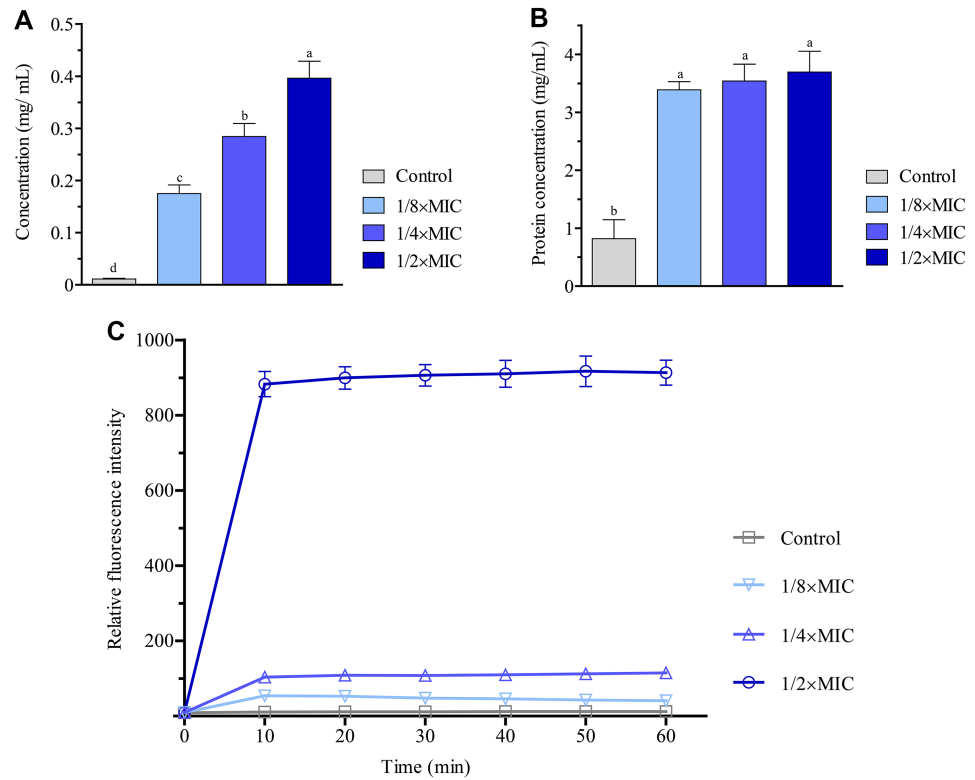 A
Concentration (mg/ mL)
0.5
0.4
0.3
0.2
0.1
0
d
c
b
a
Control
1/8×MIC
1/4×MIC
1/2×MIC
B
Protein concentration (mg/mL)
4
3
2
1
0
b
a
a
a
Control
1/8×MIC
1/4×MIC
1/2×MIC
C
Relative fluorescence intensity
1000
800
600
400
200
0
10
20
30
40
50
60
Time (min)
Control
1/8×MIC
1/4×MIC
1/2×MIC